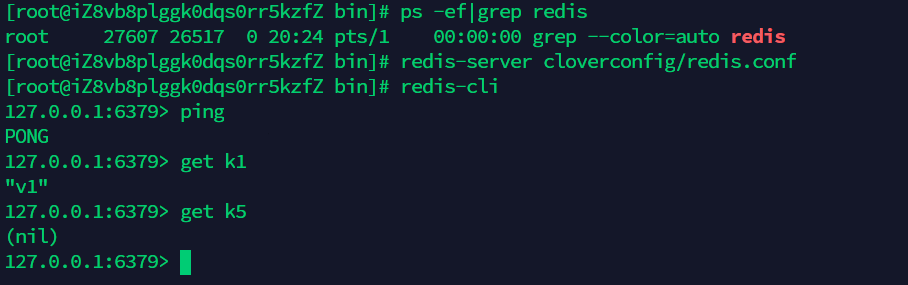 [root@iZ8vb8plggk0dqs0rr5kzfZ bin]# ps -ef|grep redis
root     27607 26517  0 20:24 pts/1    00:00:00 grep --color=auto redis
[root@iZ8vb8plggk0dqs0rr5kzfZ bin]# redis-server cloverconfig/redis.conf
[root@iZ8vb8plggk0dqs0rr5kzfZ bin]# redis-cli
127.0.0.1:6379> ping
PONG
127.0.0.1:6379> get k1
"v1"
127.0.0.1:6379> get k5
(nil)
127.0.0.1:6379>